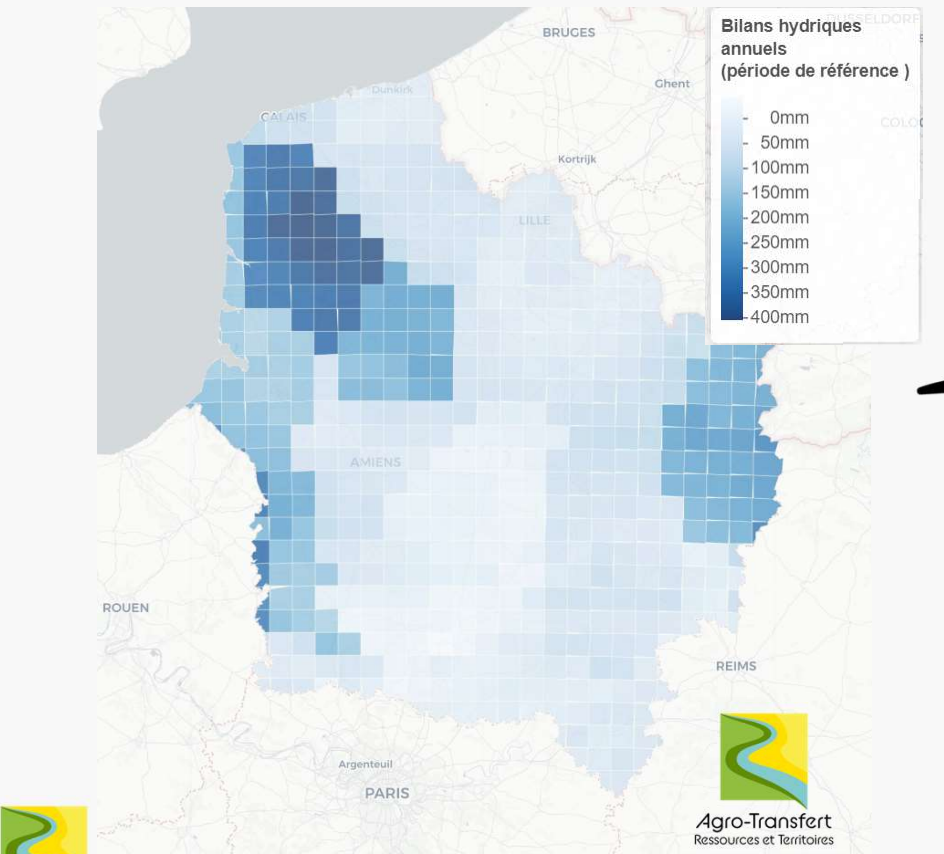 Bilans hydriques
annuels
(période de référence )
0mm
50mm
100mm
150mm
200mm
250mm
300mm
350mm
400mm
BRUGES
Ghent
Dunkirk
CALAIS
Kortrijk
LILLE
AMIENS
ROUEN
REIMS
Argenteuil
PARIS
Agro-Transfert
Ressources et Territoires